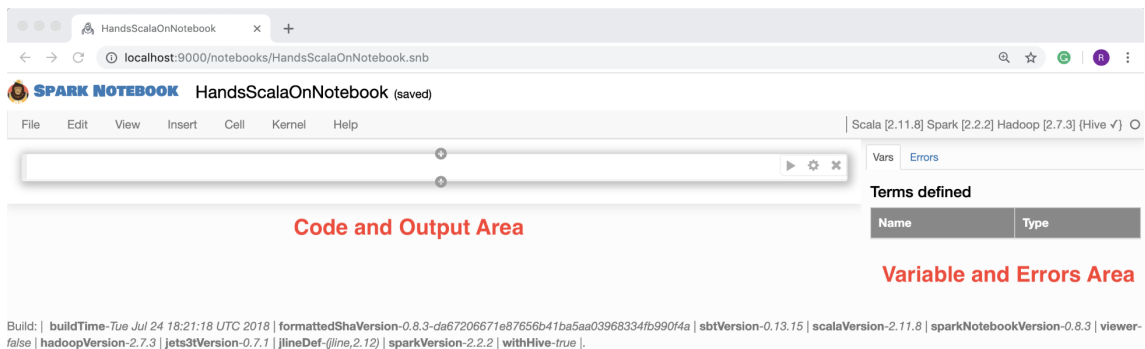 HandsScalaOnNotebook
localhost:9000/notebooks/HandsScalaOnNotebook.snb
R
SPARK NOTEBOOK HandsScalaOnNotebook (saved)
File Edit View Insert Cell Kernel Help
Scala [2.11.8] Spark [2.2.2] Hadoop [2.7.3] {Hive ✓}
Vars Errors
Terms defined
Name Type
Code and Output Area
Variable and Errors Area
Build: | buildTime-Tue Jul 24 18:21:18 UTC 2018 | formattedShaVersion-0.8.3-da67206671e87656b41ba5aa03968334fb990f4a | sbtVersion-0.13.15 | scalaVersion-2.11.8 | sparkNotebookVersion-0.8.3 | viewer-
false | hadoopVersion-2.7.3 | jets3tVersion-0.7.1 | jlineDef-(jline,2.12) | sparkVersion-2.2.2 | withHive-true |.